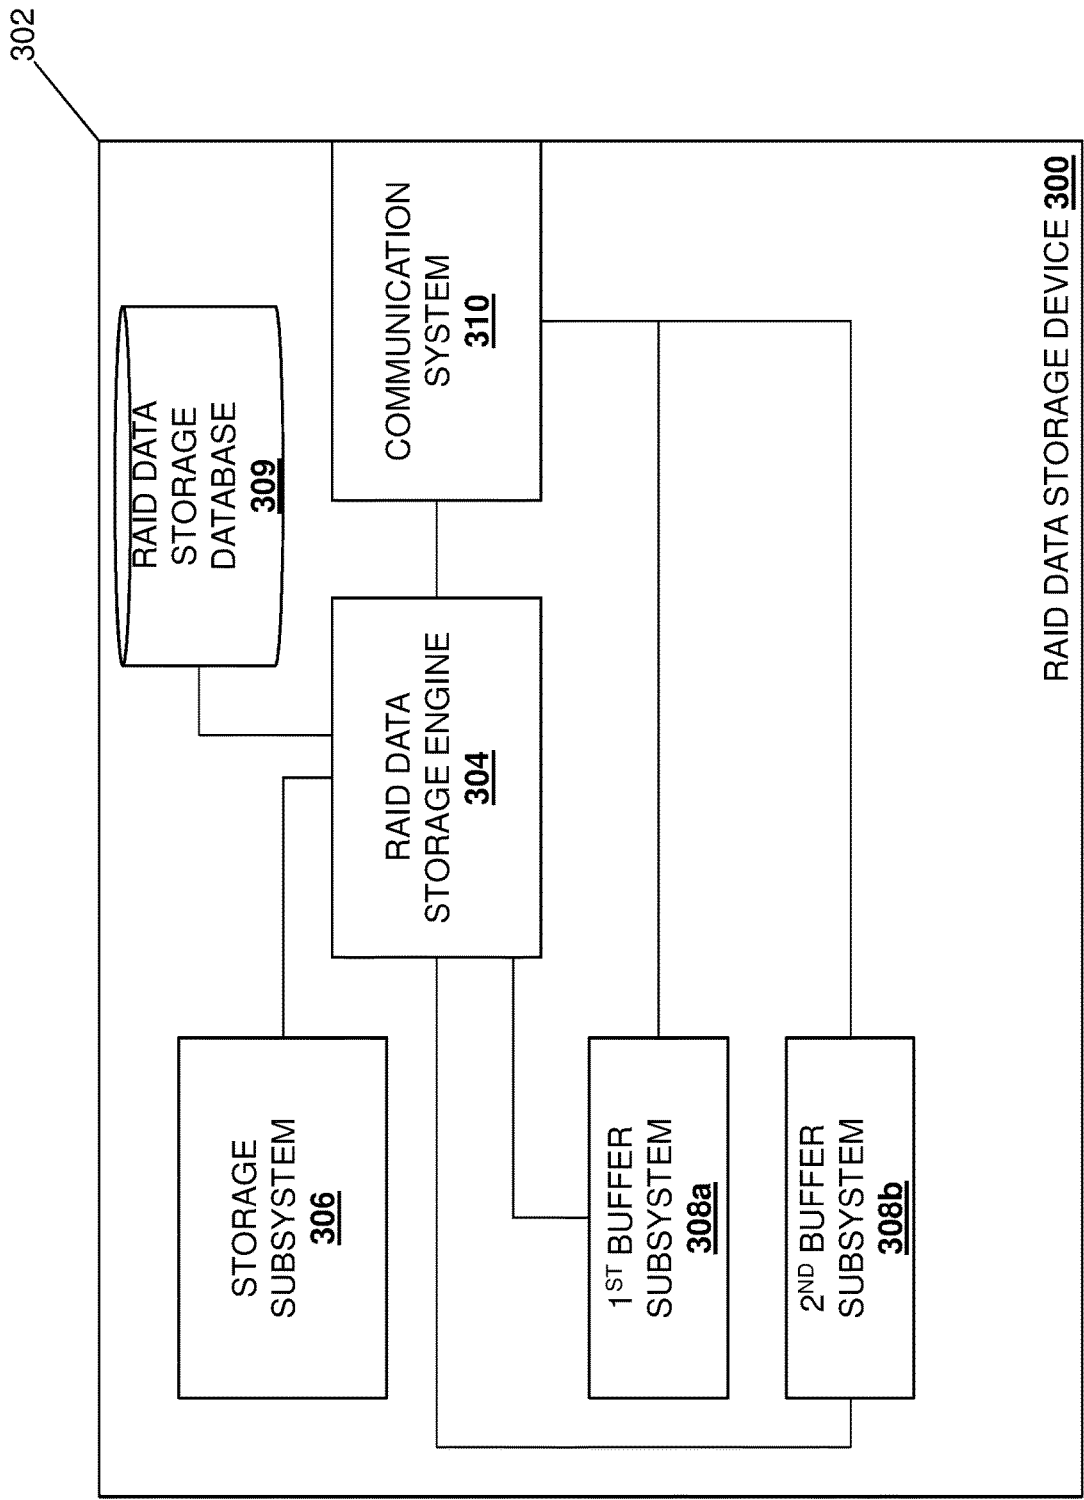 302
STORAGE
SUBSYSTEM
306
RAID DATA
STORAGE
DATABASE
309
RAID DATA
STORAGE ENGINE
304
COMMUNICATION
SYSTEM
310
1ST BUFFER
SUBSYSTEM
308a
2ND BUFFER
SUBSYSTEM
308b
RAID DATA STORAGE DEVICE 300